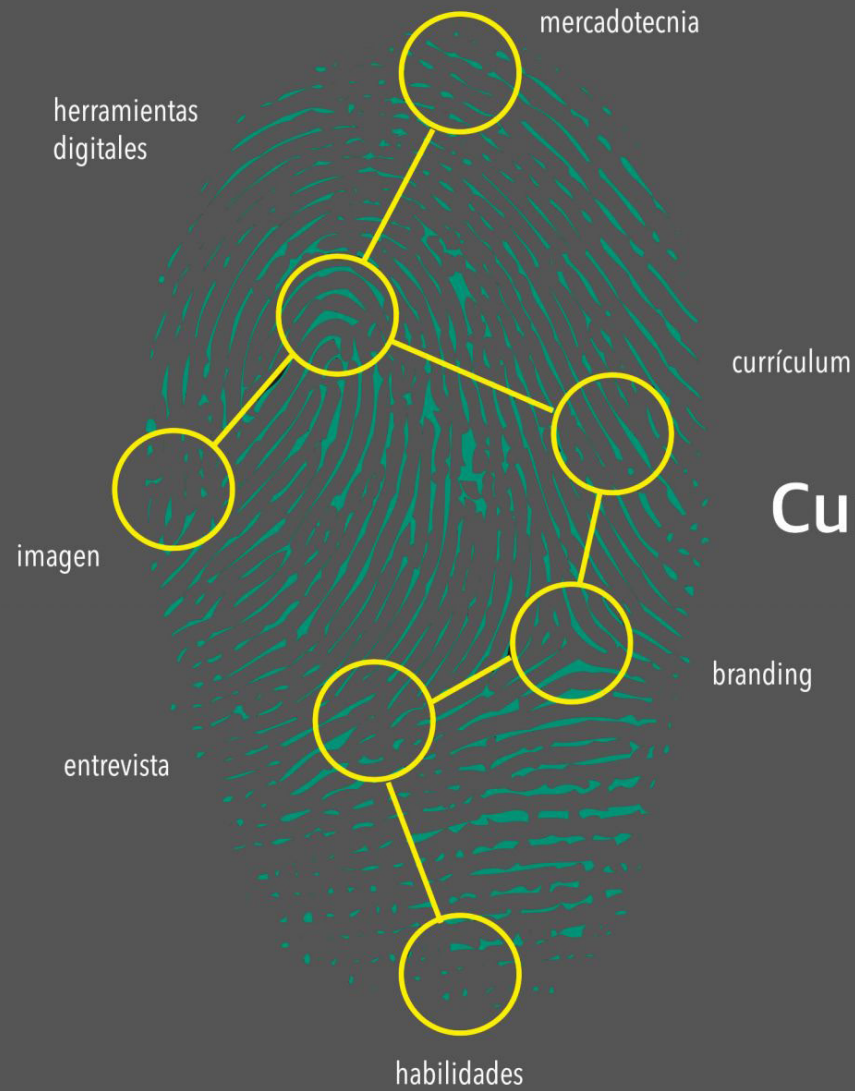 mercadotecnia
herramientas
digitales
currículum
Cu
imagen
branding
entrevista
habilidades